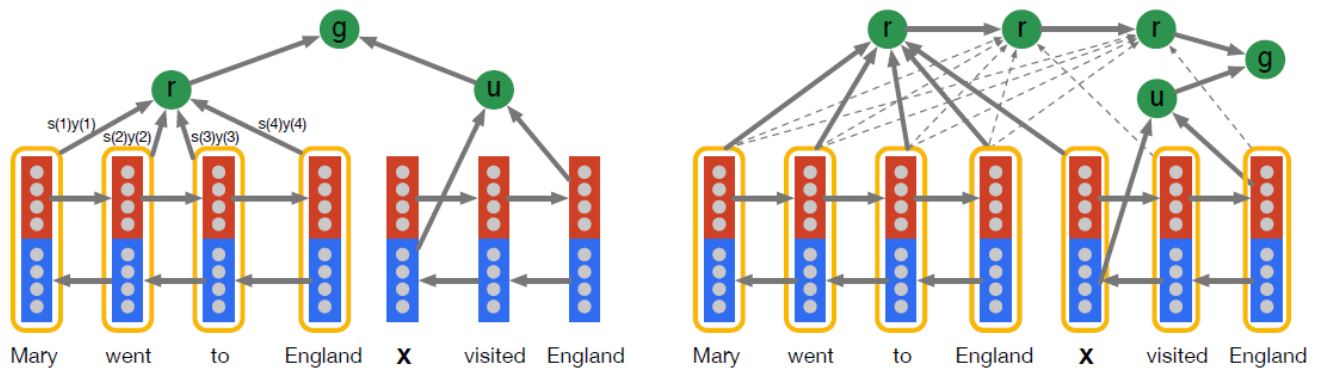 g
r
u
s(1)y(1)
s(2)y(2)
s(3)y(3)
s(4)y(4)
Mary went to England X visited England
r r r
g
u
Mary went to England X visited England